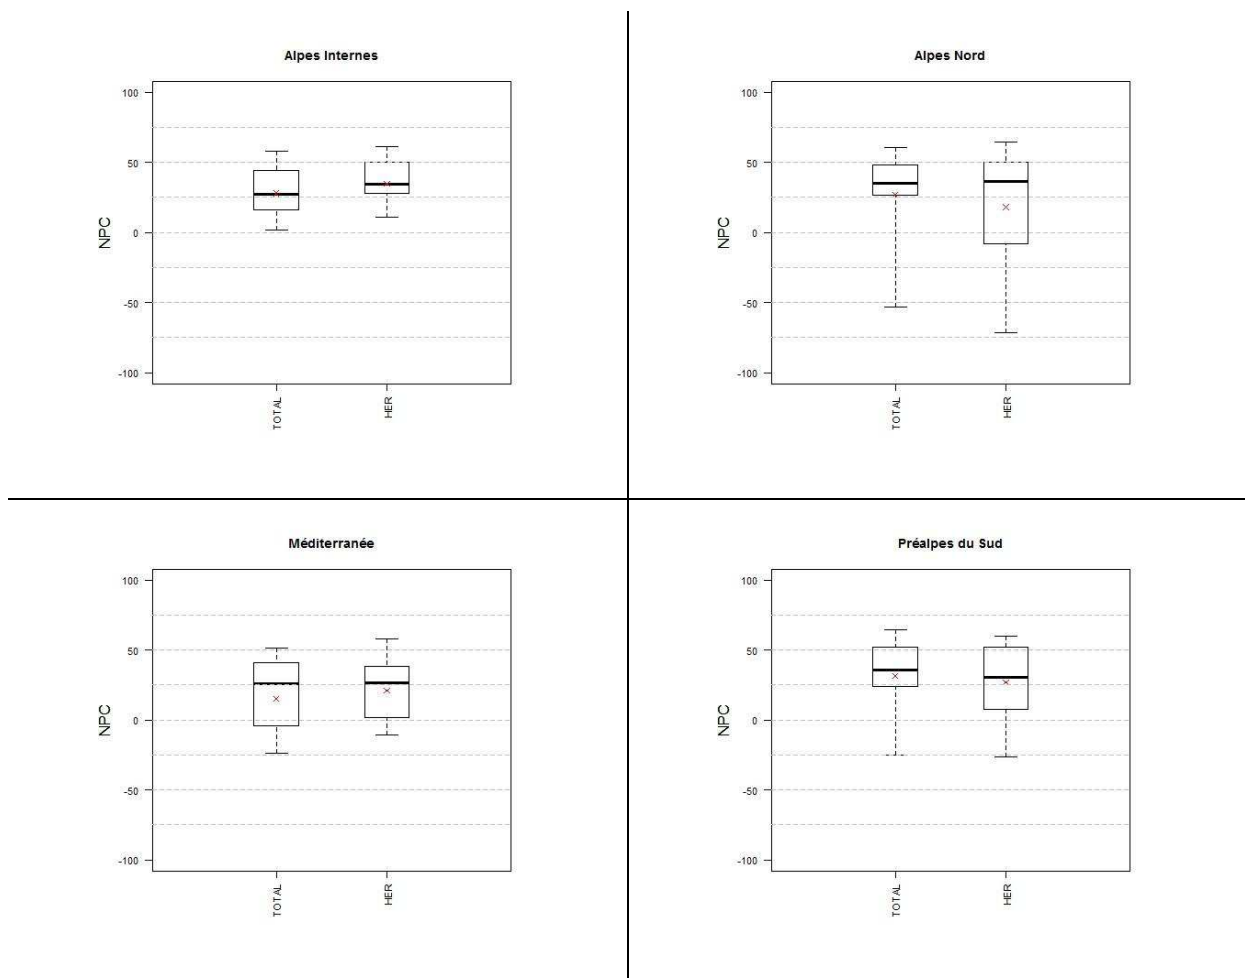 Alpes Internes
100
50
0
-50
-100
NPC
TOTAL
HER
Alpes Nord
100
50
0
-50
-100
NPC
TOTAL
HER
Méditerranée
100
50
0
-50
-100
NPC
TOTAL
HER
Préalpes du Sud
100
50
0
-50
-100
NPC
TOTAL
HER